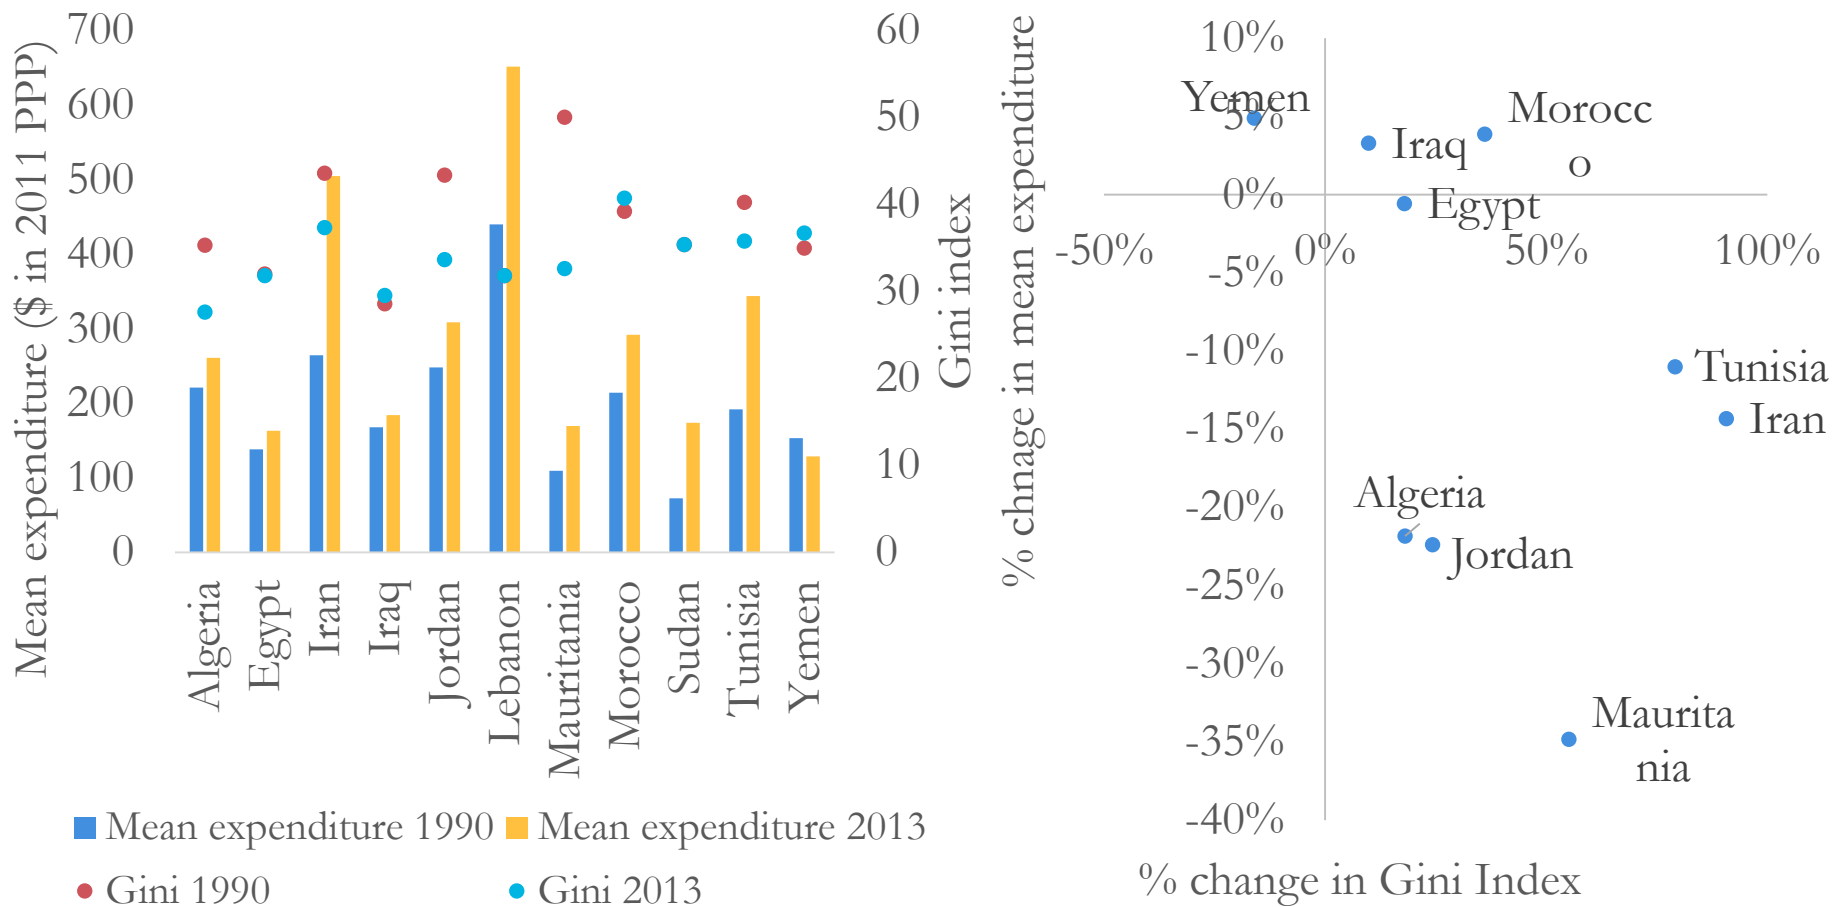 Mean expenditure ($ in 2011 PPP)
700
600
500
400
300
200
100
0
60
50
40
30
20
10
0
Gini index
Algeria
Egypt
Iran
Iraq
Jordan
Lebanon
Mauritania
Morocco
Sudan
Tunisia
Yemen
Mean expenditure 1990
Mean expenditure 2013
Gini 1990
Gini 2013
% chnage in mean expenditure
10%
5%
0%
-5%
-10%
-15%
-20%
-25%
-30%
-35%
-40%
-50%
0%
50%
100%
Yemen
Iraq
Morocc
o
Egypt
Tunisia
Iran
Algeria
Jordan
Maurita
nia
% change in Gini Index